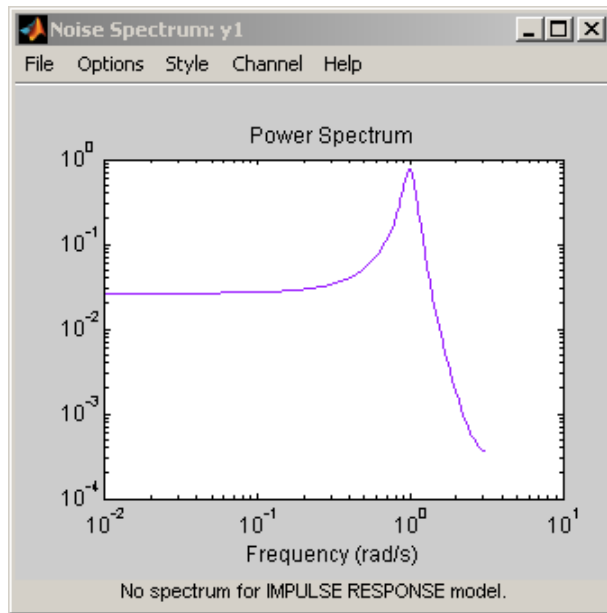 Noise Spectrum: y1
File Options Style Channel Help
Power Spectrum
10^0
10^-1
10^-2
10^-3
10^-4
10^-2 10^-1 10^0 10^1
Frequency (rad/s)
No spectrum for IMPULSE RESPONSE model.